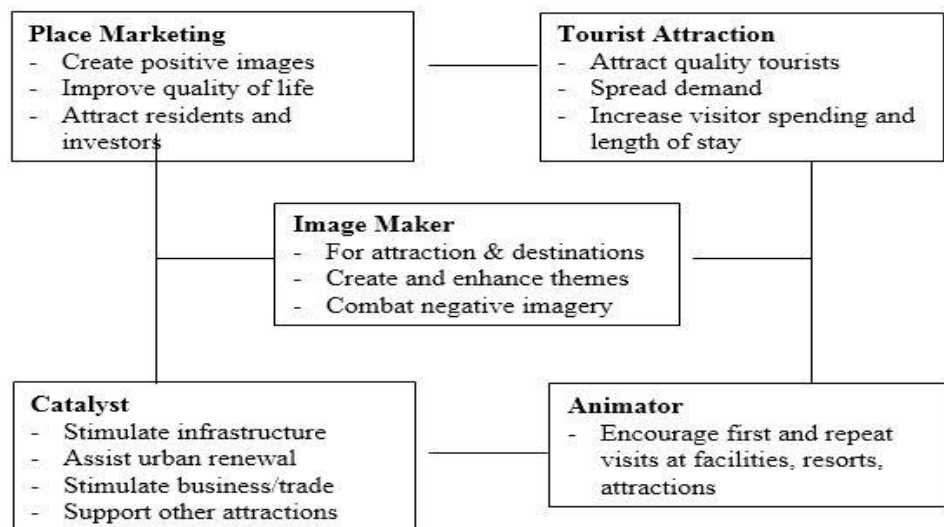 Place Marketing
- Create positive images
- Improve quality of life
- Attract residents and
investors
Tourist Attraction
- Attract quality tourists
- Spread demand
- Increase visitor spending and
length of stay
Image Maker
- For attraction & destinations
- Create and enhance themes
- Combat negative imagery
Catalyst
- Stimulate infrastructure
- Assist urban renewal
- Stimulate business/trade
- Support other attractions
Animator
- Encourage first and repeat
visits at facilities, resorts,
attractions